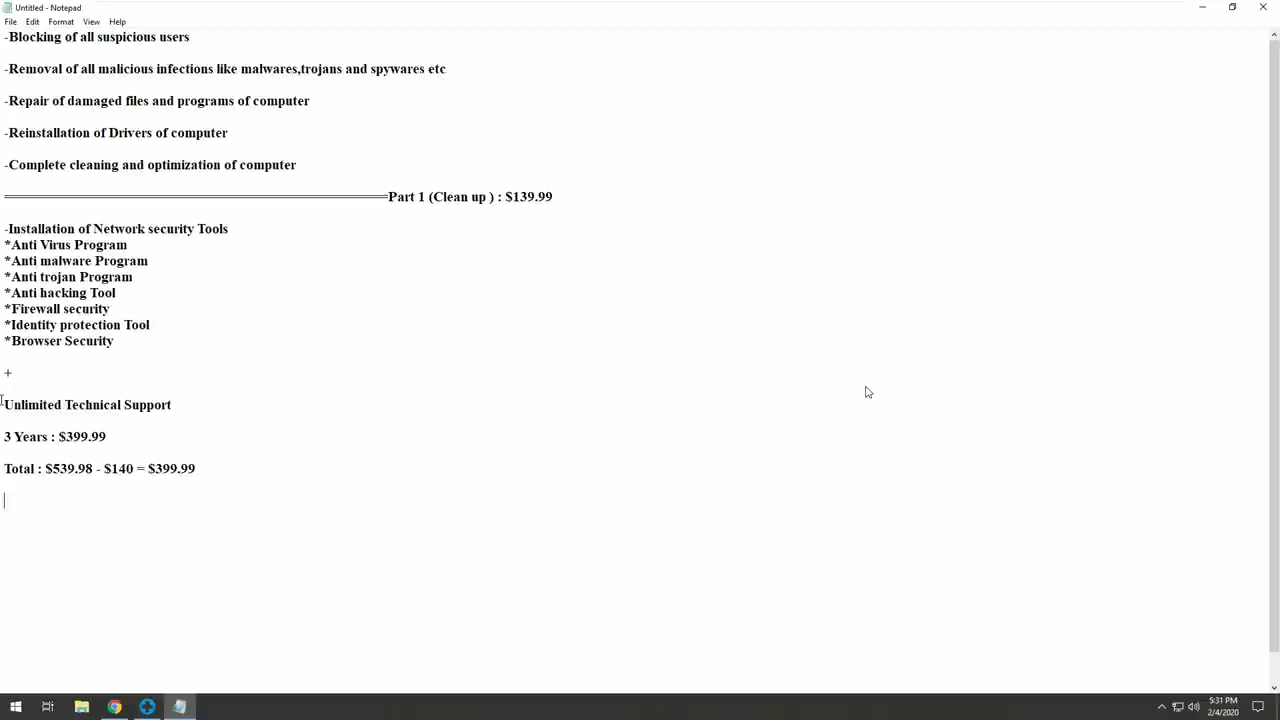 Untitled - Notepad
File Edit Format View Help
-Blocking of all suspicious users
-Removal of all malicious infections like malwares,trojans and spywares etc
-Repair of damaged files and programs of computer
-Reinstallation of Drivers of computer
-Complete cleaning and optimization of computer
Part 1 (Clean up ) : $139.99
-Installation of Network security Tools
*Anti Virus Program
*Anti malware Program
*Anti trojan Program
*Anti hacking Tool
*Firewall security
*Identity protection Tool
*Browser Security
+
Unlimited Technical Support
3 Years : $399.99
Total : $539.98 - $140 = $399.99
5:31 PM
2/4/2020